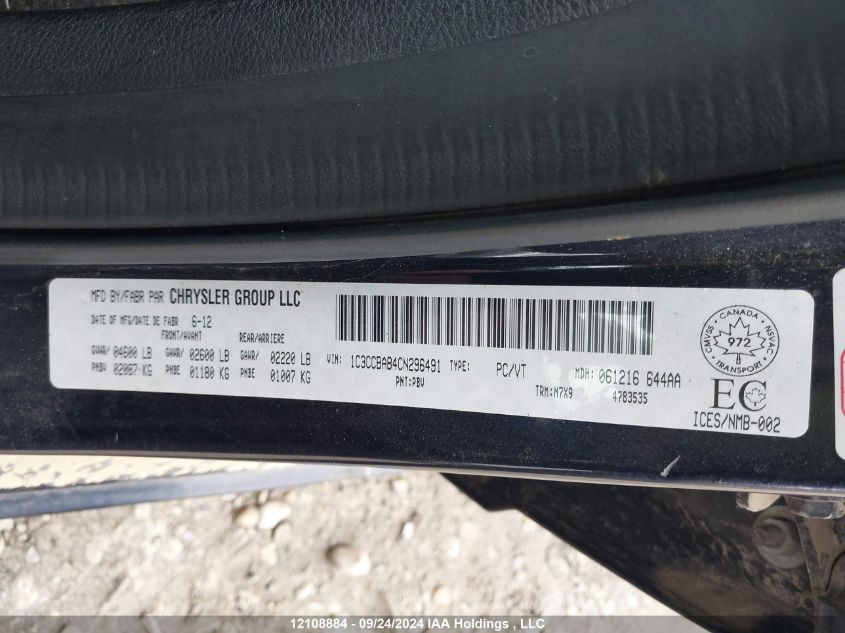 MFD BY/FABR PAR CHRYSLER GROUP LLC
DATE OF MFG/DATE DE FABR 6-12
FRONT/AVANT REAR/ARRIERE
GVWR/ 04600 LB GAWR/ 02600 LB GAWR/ 02220 LB
PNBV 02087 KG PNBE 01180 KG PNBE 01007 KG
VIN: 1C3CCBAB4CN296491 TYPE: PC/VT MDH: 061216 644AA
PNT:PBV TRM:N7X9 4783535
CANADA
CMVSS NSVAC
972
TRANSPORT
EC
ICES/NMB-002
12108884 - 09/24/2024 IAA Holdings , LLC